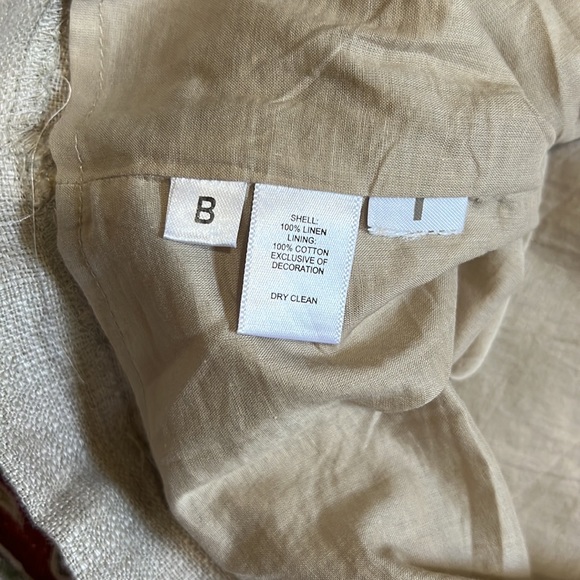 B
SHELL:
100% LINEN
LINING:
100% COTTON
EXCLUSIVE OF
DECORATION
DRY CLEAN